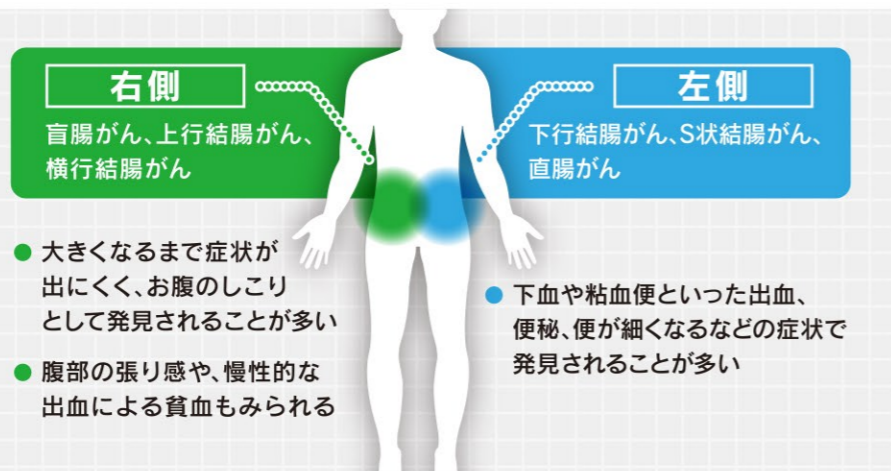 右側
盲腸がん、上行結腸がん、
横行結腸がん
大きくなるまで症状が
出にくく、お腹のしこり
として発見されることが多い
腹部の張り感や、慢性的な
出血による貧血もみられる
左側
下行結腸がん、S状結腸がん、
直腸がん
下血や粘血便といった出血、
便秘、便が細くなるなどの症状で
発見されることが多い